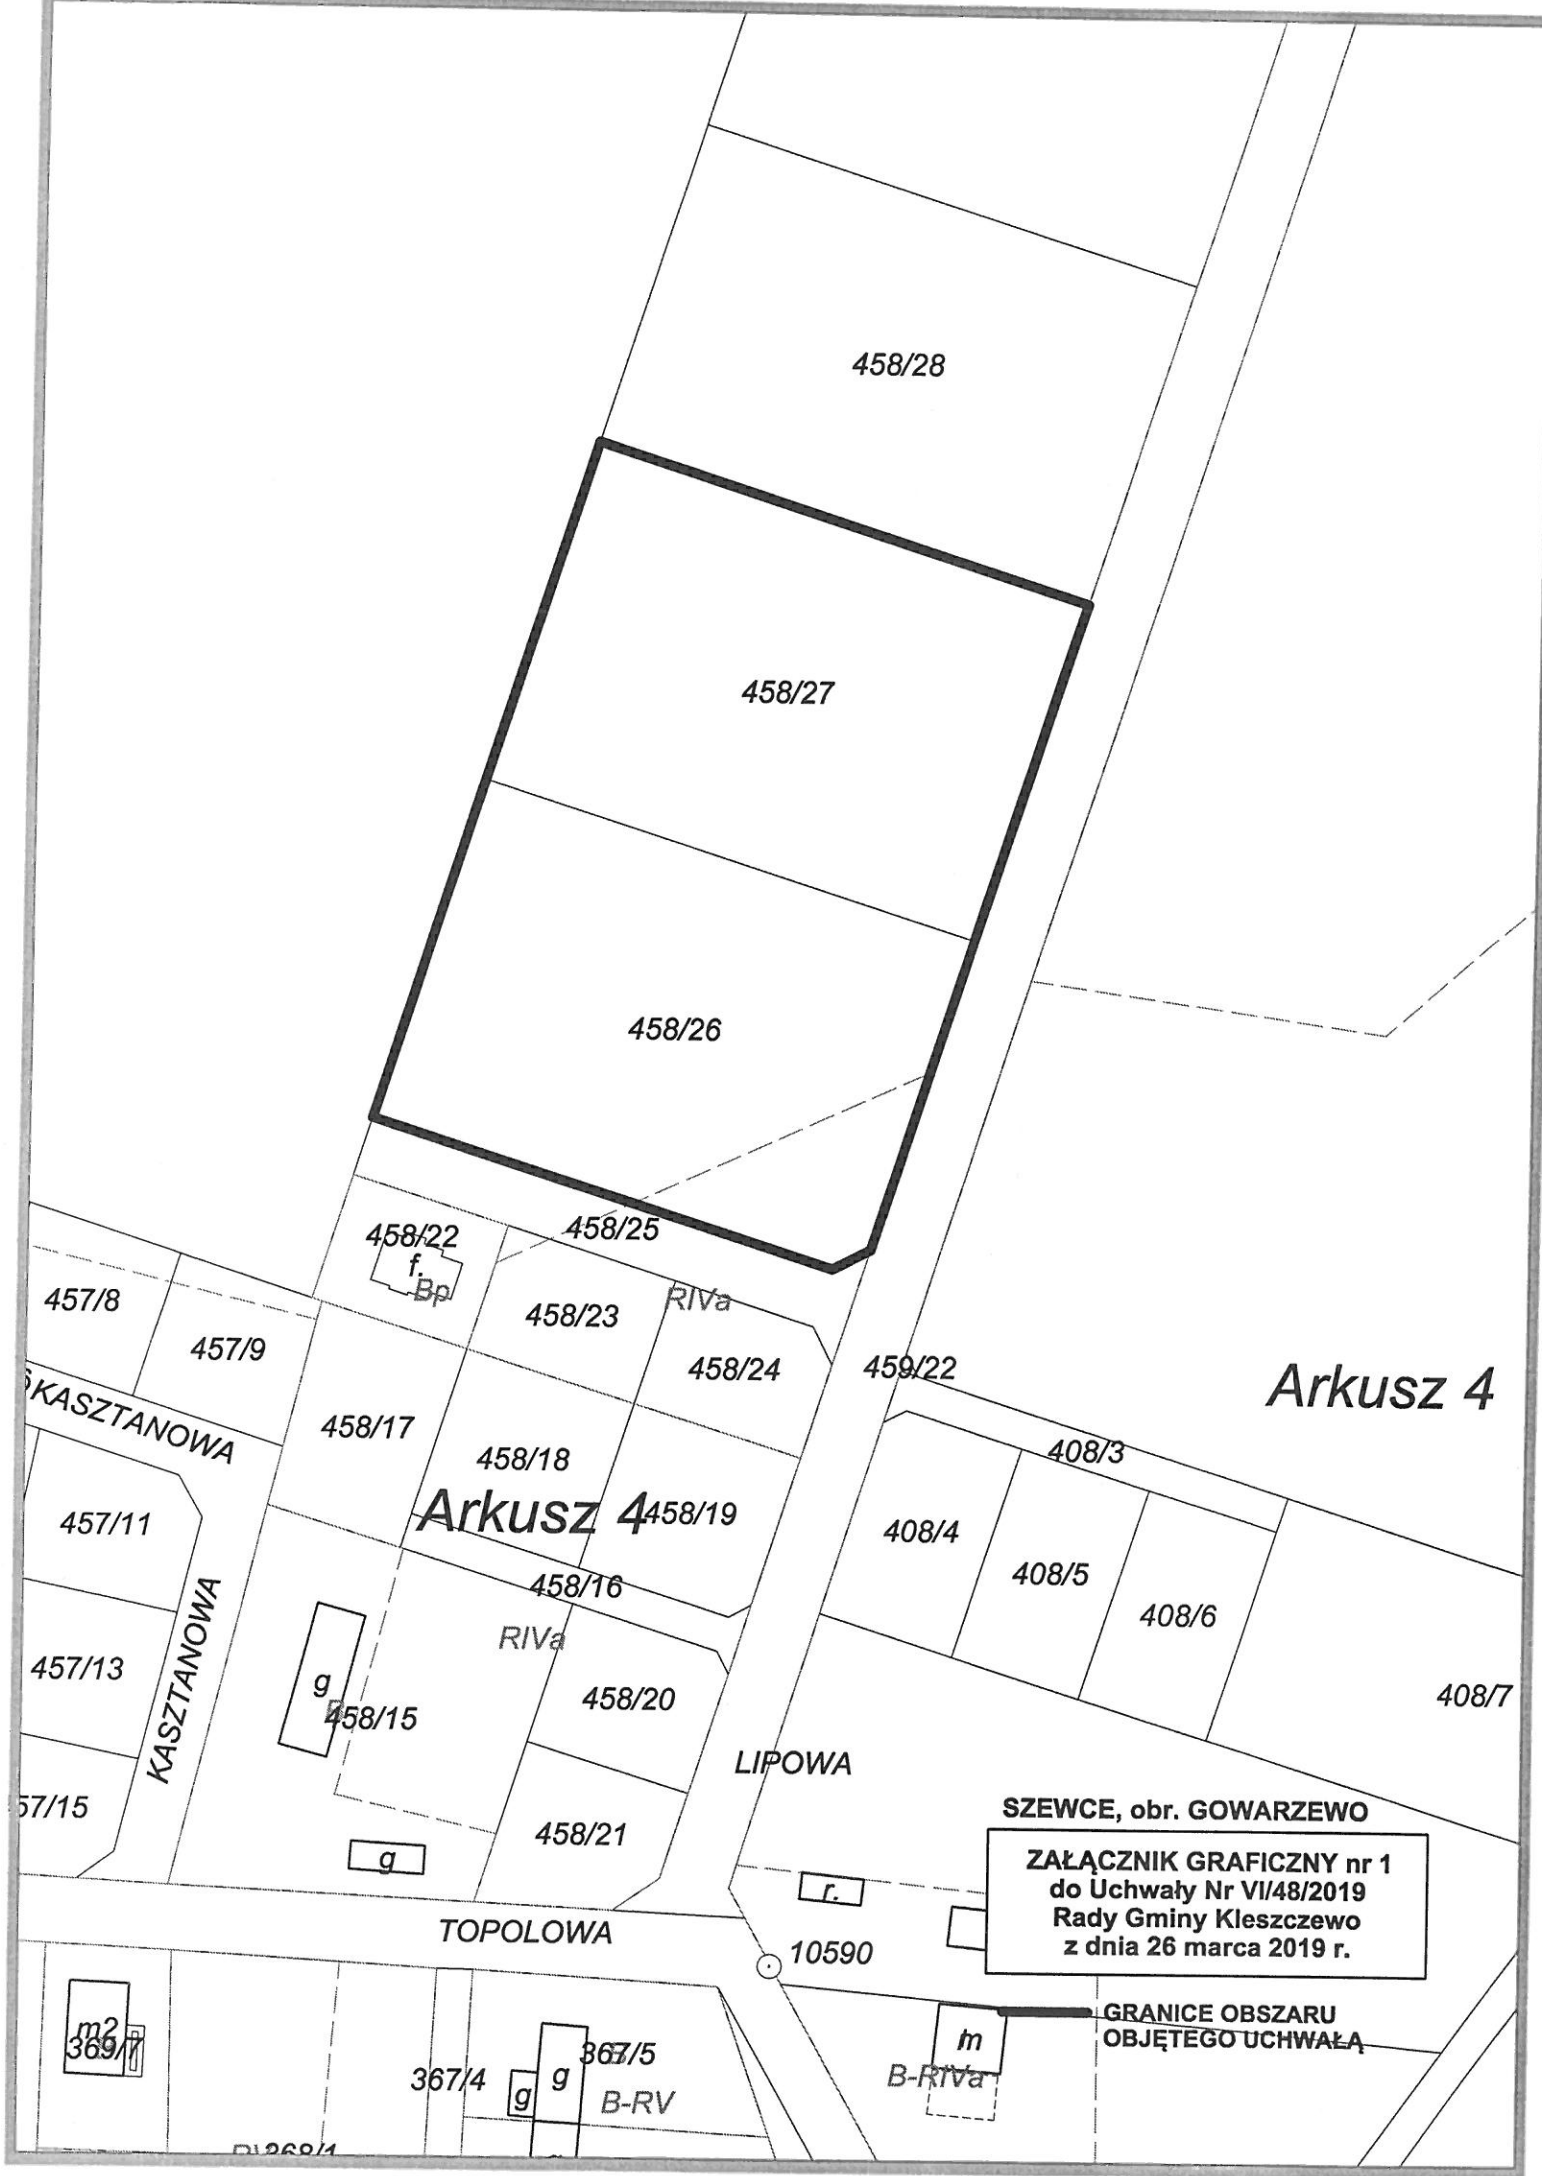 458/28
458/27
458/26
458/22
458/25
f.
Bp
457/8
458/23
RIVa
457/9
458/24
459/22
Arkusz 4
KASZTANOWA
458/17
458/18
408/3
Arkusz 4
458/19
457/11
408/4
408/5
458/16
408/6
RIVa
457/13
KASZTANOWA
g
458/15
458/20
408/7
LIPOWA
57/15
458/21
g
SZEWCE, obr. GOWARZEWO
ZAŁĄCZNIK GRAFICZNY nr 1
do Uchwały Nr VI/48/2019
Rady Gminy Kleszczewo
z dnia 26 marca 2019 r.
r.
TOPOLOWA
10590
GRANICE OBSZARU
OBJĘTEGO UCHWAŁĄ
m2
369/7
m
367/5
367/4
g
g
B-RIVa
B-RV
368/1